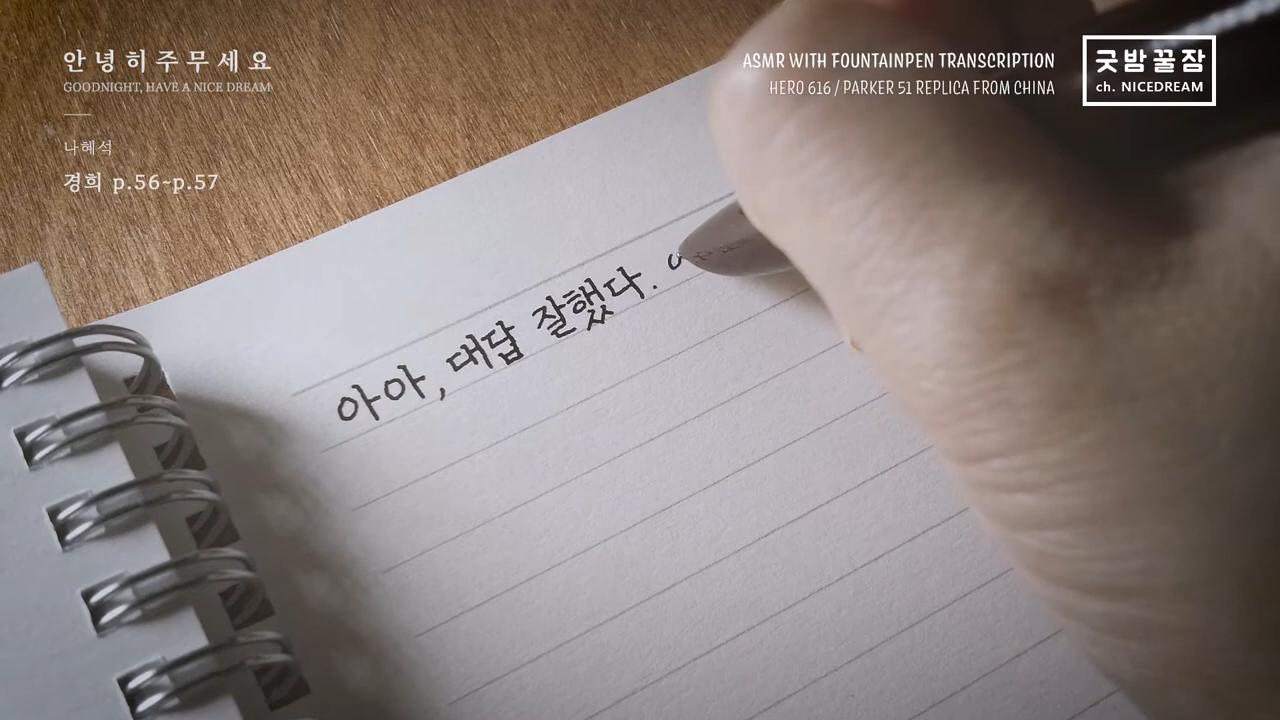 안녕히주무세요
GOODNIGHT, HAVE A NICE DREAM
나혜석
경희 p.56~p.57
ASMR WITH FOUNTAINPEN TRANSCRIPTION
HERO 616 / PARKER 51 REPLICA FROM CHINA
굿밤꿀잠
ch. NICEDREAM
아아, 대답 잘했다.